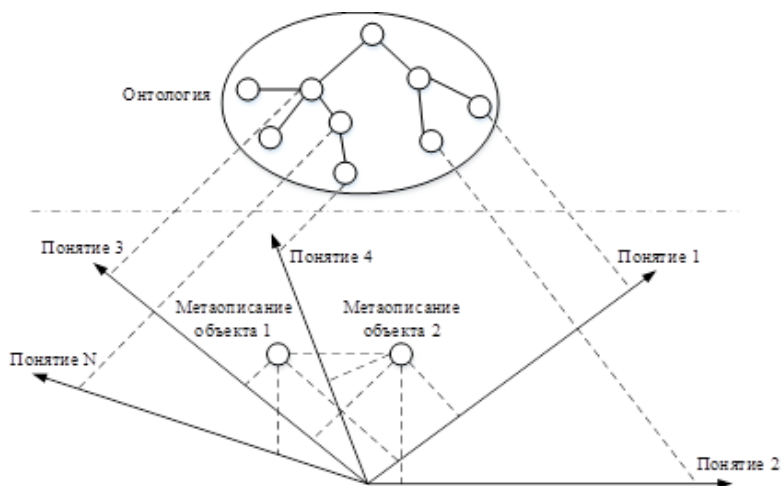 Онтология
Понятие 3
Понятие 4
Понятие 1
Метаописание
объекта 1
Метаописание
объекта 2
Понятие N
Понятие 2